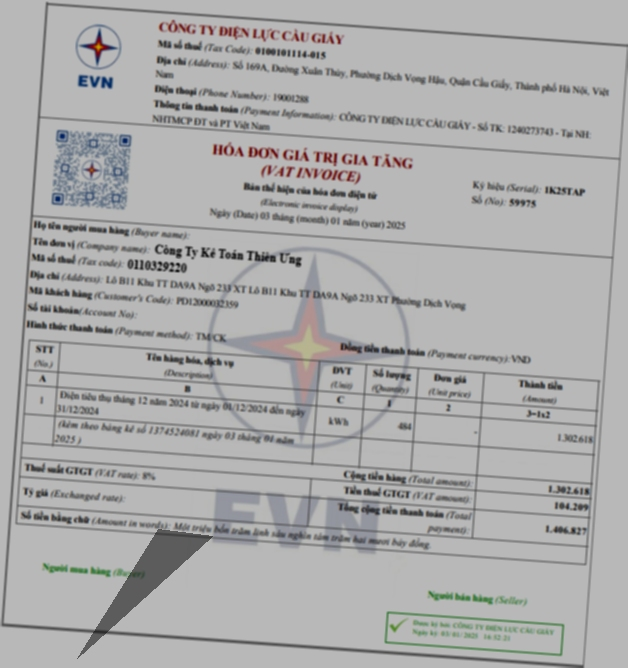 EVN
CÔNG TY ĐIỆN LỰC CẦU GIẤY
Mã số thuế (Tax Code): 0100101114-015
Địa chỉ (Address): Số 169A, Đường Xuân Thủy, Phường Dịch Vọng Hậu, Quận Cầu Giấy, Thành phố Hà Nội, Việt
Nam
Điện thoại (Phone Number): 19001288
Thông tin thanh toán (Payment Information): CÔNG TY ĐIỆN LỰC CẦU GIẤY - Số TK: 1240273743 - Tại NH:
NHTMCP ĐT và PT Việt Nam
HÓA ĐƠN GIÁ TRỊ GIA TĂNG
(VAT INVOICE)
Bản thể hiện của hóa đơn điện tử
(Electronic invoice display)
Ngày (Date) 03 tháng (month) 01 năm (year) 2025
Ký hiệu (Serial): 1K25TAP
Số (No): 59975
Họ tên người mua hàng (Buyer name):
Tên đơn vị (Company name): Công Ty Kế Toán Thiên Ưng
Mã số thuế (Tax code): 0110329220
Địa chỉ (Address): Lô B11 Khu TT DA9A Ngõ 233 XT Lô B11 Khu TT DA9A Ngõ 233 XT Phường Dịch Vọng
Mã khách hàng (Customer's Code): PD12000032359
Số tài khoản(Account No):
Hình thức thanh toán (Payment method): TM/CK
Đồng tiền thanh toán (Payment currency):VND
STT (No.) Tên hàng hóa, dịch vụ (Description) ĐVT (Unit) Số lượng (Quantity) Đơn giá (Unit price) Thành tiền (Amount)
A B C 1 2 3=1x2
1 Điện tiêu thụ tháng 12 năm 2024 từ ngày 01/12/2024 đến ngày
31/12/2024 kWh 484 - 1.302.618
(kèm theo bảng kê số 1374524081 ngày 03 tháng 01 năm
2025 )
Cộng tiền hàng (Total amount): 1.302.618
Thuế suất GTGT (VAT rate): 8% Tiền thuế GTGT (VAT amount): 104.209
Tỷ giá (Exchanged rate): Tổng cộng tiền thanh toán (Total
payment): 1.406.827
Số tiền bằng chữ (Amount in words): Một triệu bốn trăm linh sáu nghìn tám trăm hai mươi bảy đồng.
EVN
Người mua hàng (Buyer)
Người bán hàng (Seller)
Được ký bởi: CÔNG TY ĐIỆN LỰC CẦU GIẤY
Ngày ký: 03/01/2025 16:52:21